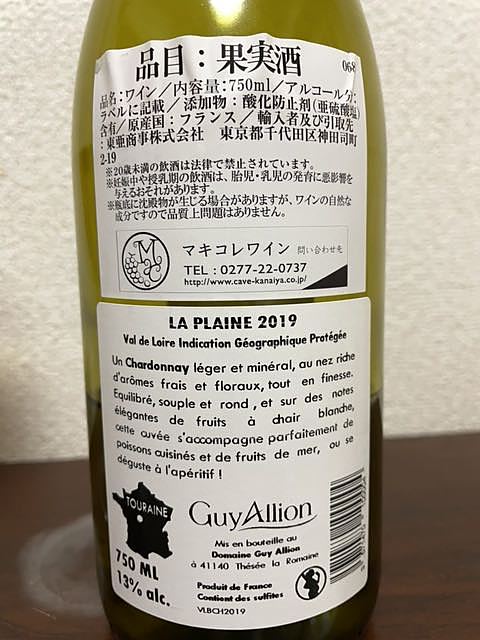 品目：果実酒
068
品名：ワイン／内容量：750ml／アルコール分：
ラベルに記載／添加物：酸化防止剤（亜硫酸塩）
含有／原産国：フランス／輸入者及び引取先
：東亜商事株式会社 東京都千代田区神田司町
2-19
※20歳未満の飲酒は法律で禁止されています。
※妊娠中や授乳期の飲酒は、胎児・乳児の発育に悪影響を
与えるおそれがあります。
※瓶底に沈殿物が生じる場合がありますが、ワインの自然な
成分ですので品質上問題はありません。
マキコレワイン 問い合わせ先
TEL：0277-22-0737
http://www.cave-kanaiya.co.jp/
LA PLAINE 2019
Val de Loire Indication Géographique Protégée
Un Chardonnay léger et minéral, au nez riche
d'arômes frais et floraux, tout en finesse.
Equilibré, souple et rond, et sur des notes
élégantes de fruits à chair blanche,
cette cuvée s'accompagne parfaitement de
poissons cuisinés et de fruits de mer, ou se
déguste à l'apéritif !
TOURAINE
Guy Allion
Mis en bouteille au
Domaine Guy Allion
à 41140 Thésée la Romaine
750 ML
13% alc.
Produit de France
Contient des sulfites
VLBCH2019